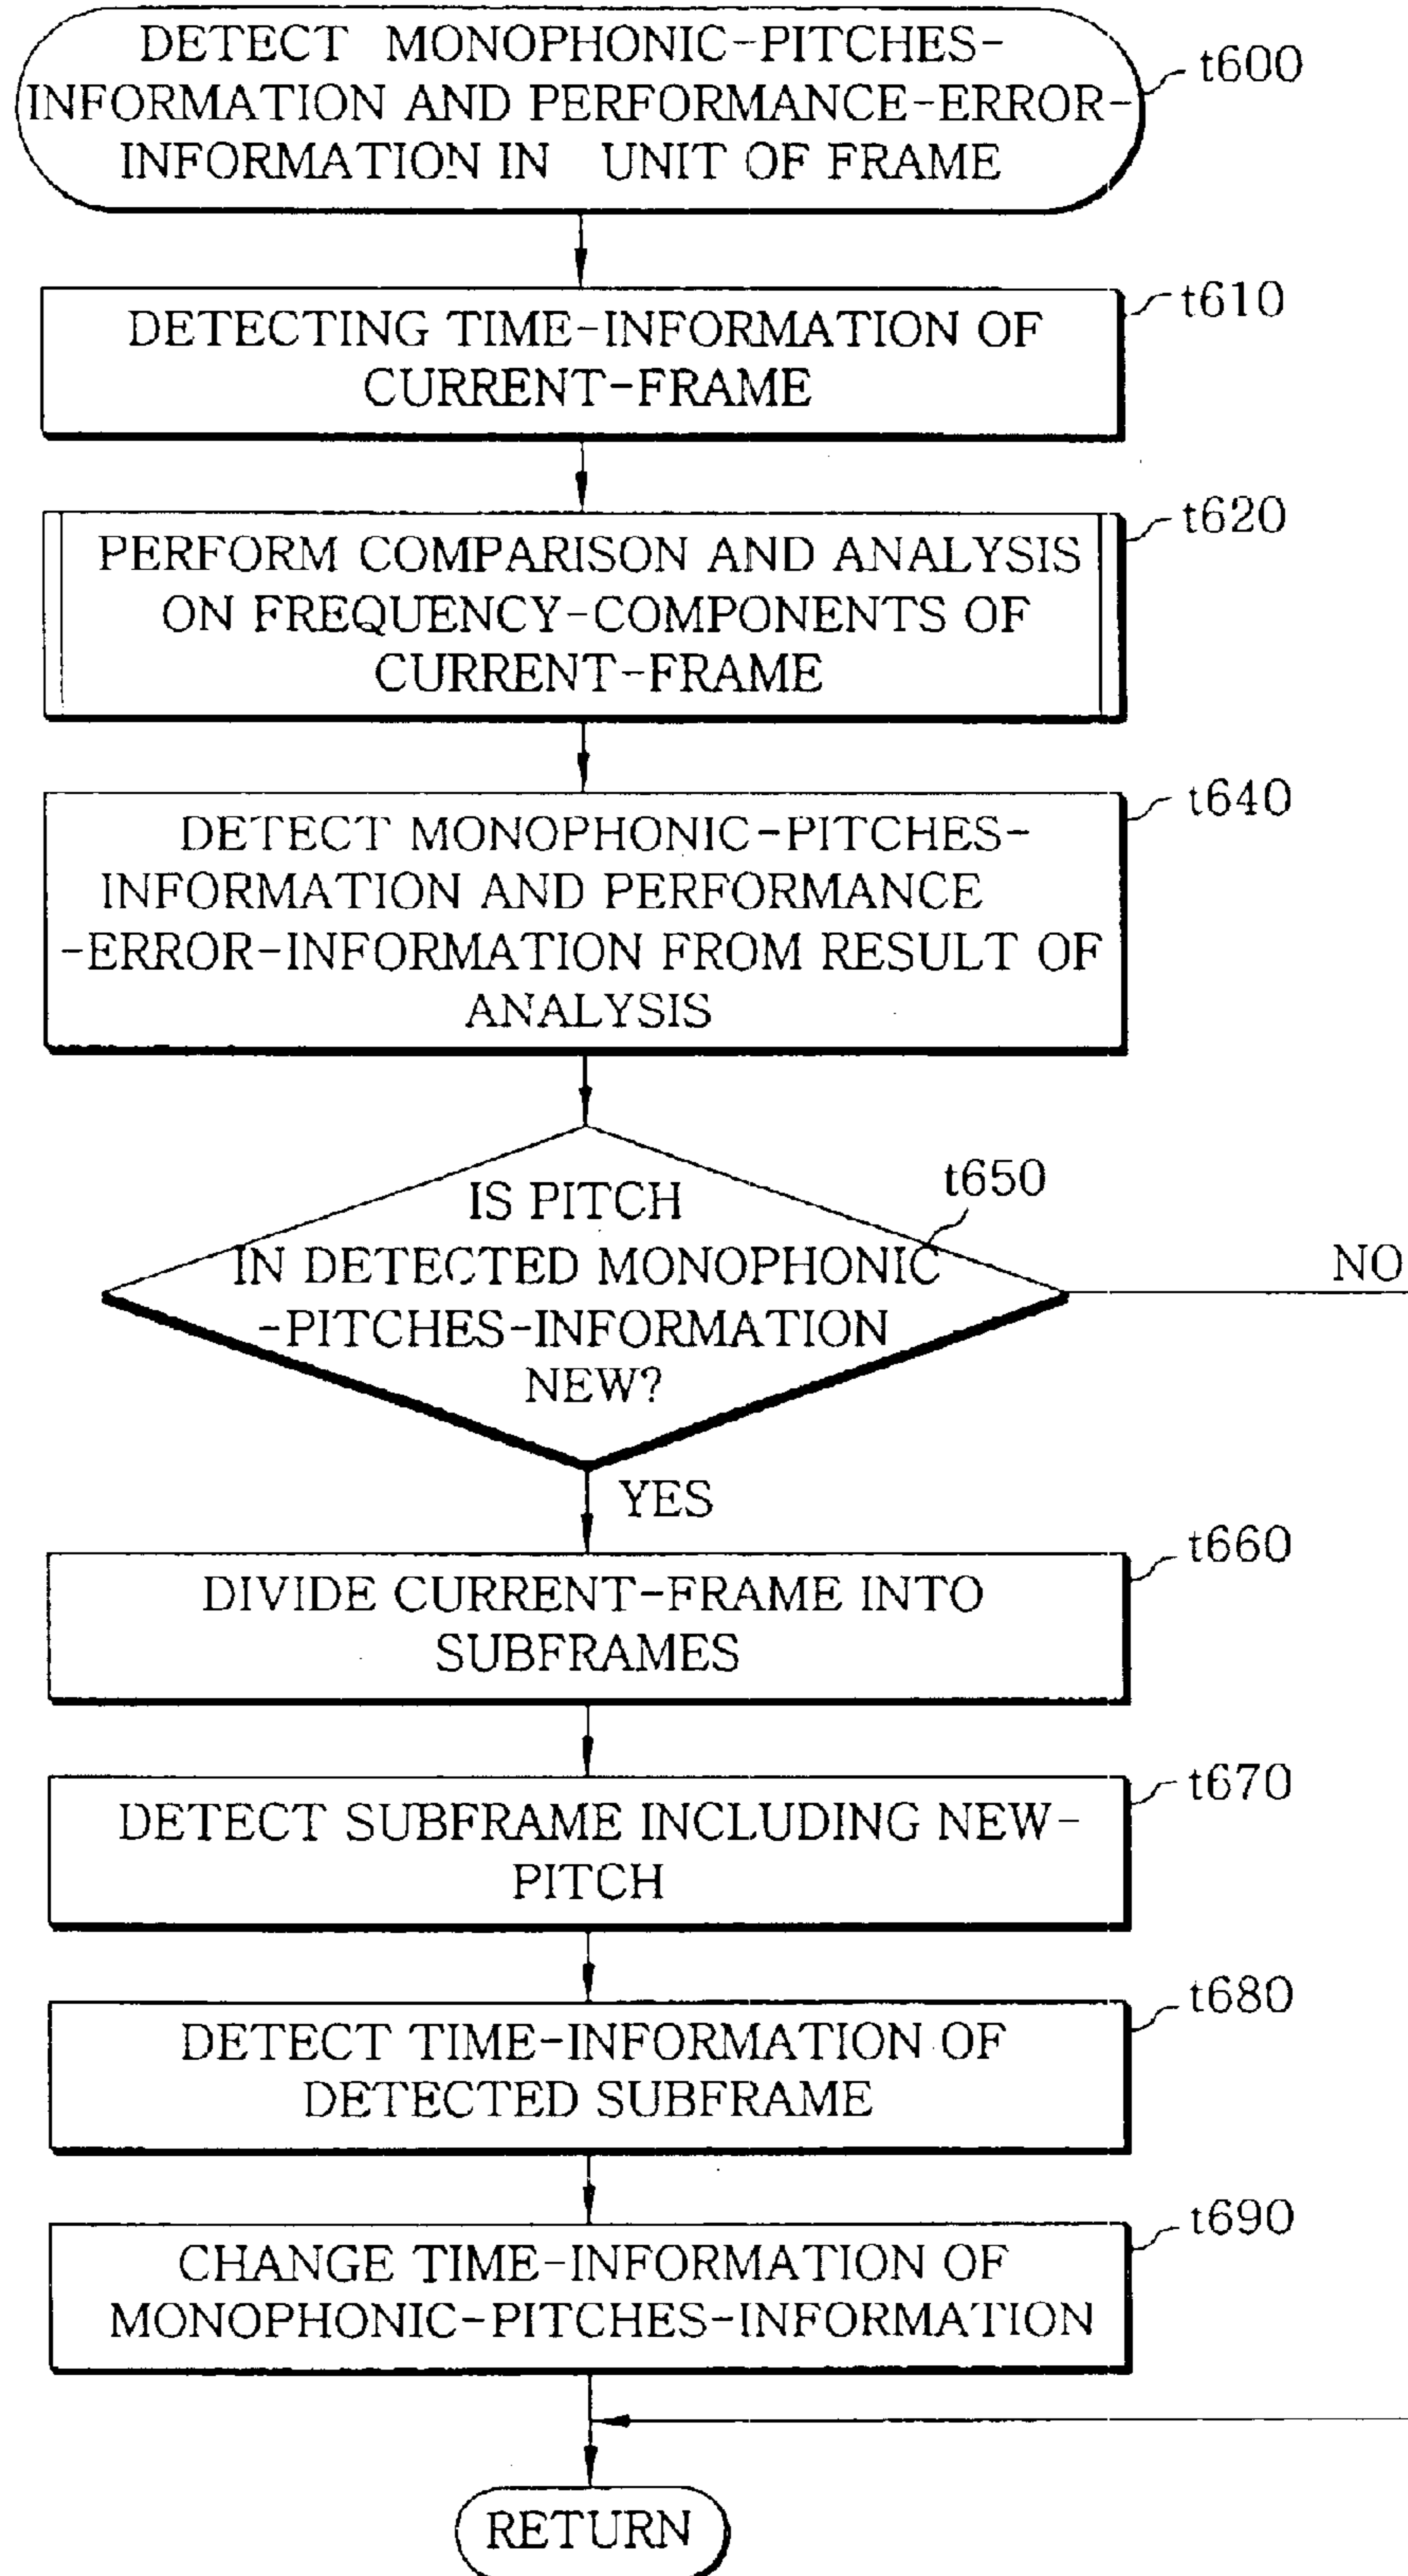 DETECT MONOPHONIC-PITCHES-
INFORMATION AND PERFORMANCE-ERROR-
INFORMATION IN UNIT OF FRAME
t600
DETECTING TIME-INFORMATION OF
CURRENT-FRAME
t610
PERFORM COMPARISON AND ANALYSIS
ON FREQUENCY-COMPONENTS OF
CURRENT-FRAME
t620
DETECT MONOPHONIC-PITCHES-
INFORMATION AND PERFORMANCE
-ERROR-INFORMATION FROM RESULT OF
ANALYSIS
t640
IS PITCH
IN DETECTED MONOPHONIC
-PITCHES-INFORMATION
NEW?
t650
NO
YES
DIVIDE CURRENT-FRAME INTO
SUBFRAMES
t660
DETECT SUBFRAME INCLUDING NEW-
PITCH
t670
DETECT TIME-INFORMATION OF
DETECTED SUBFRAME
t680
CHANGE TIME-INFORMATION OF
MONOPHONIC-PITCHES-INFORMATION
t690
RETURN